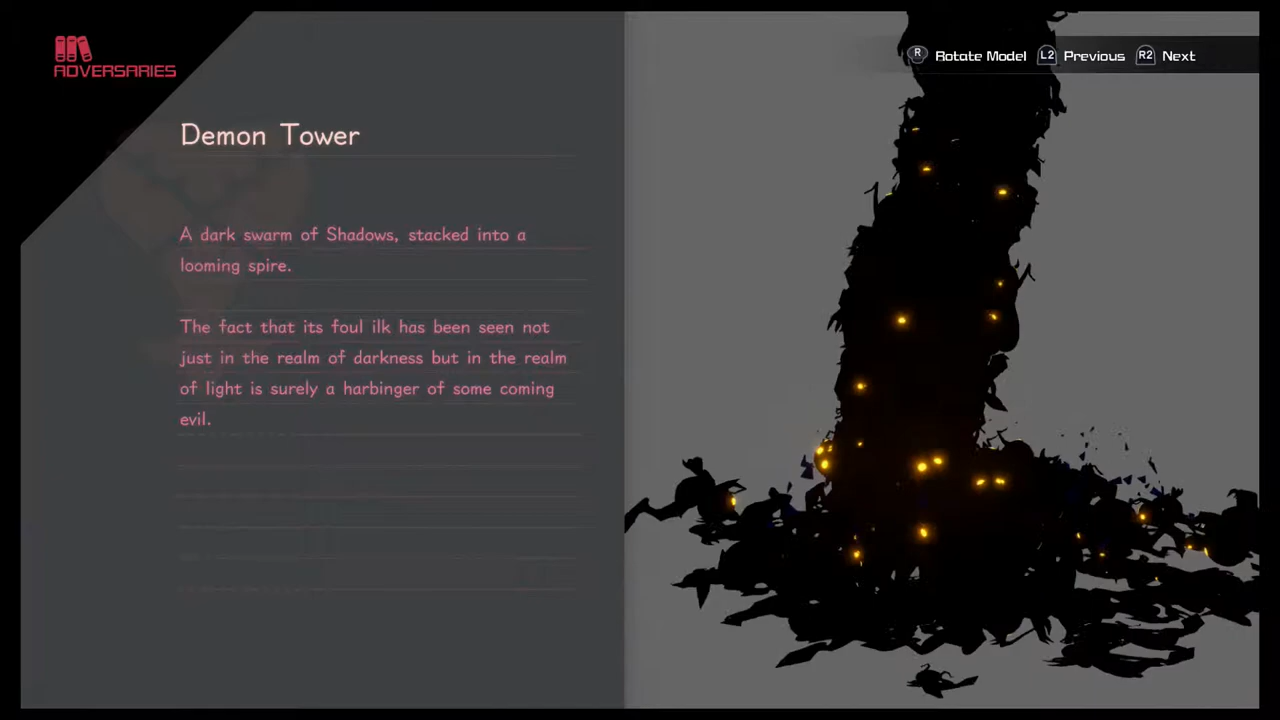 ADVERSARIES
R Rotate Model L2 Previous R2 Next
Demon Tower
A dark swarm of Shadows, stacked into a
looming spire.
The fact that its foul ilk has been seen not
just in the realm of darkness but in the realm
of light is surely a harbinger of some coming
evil.